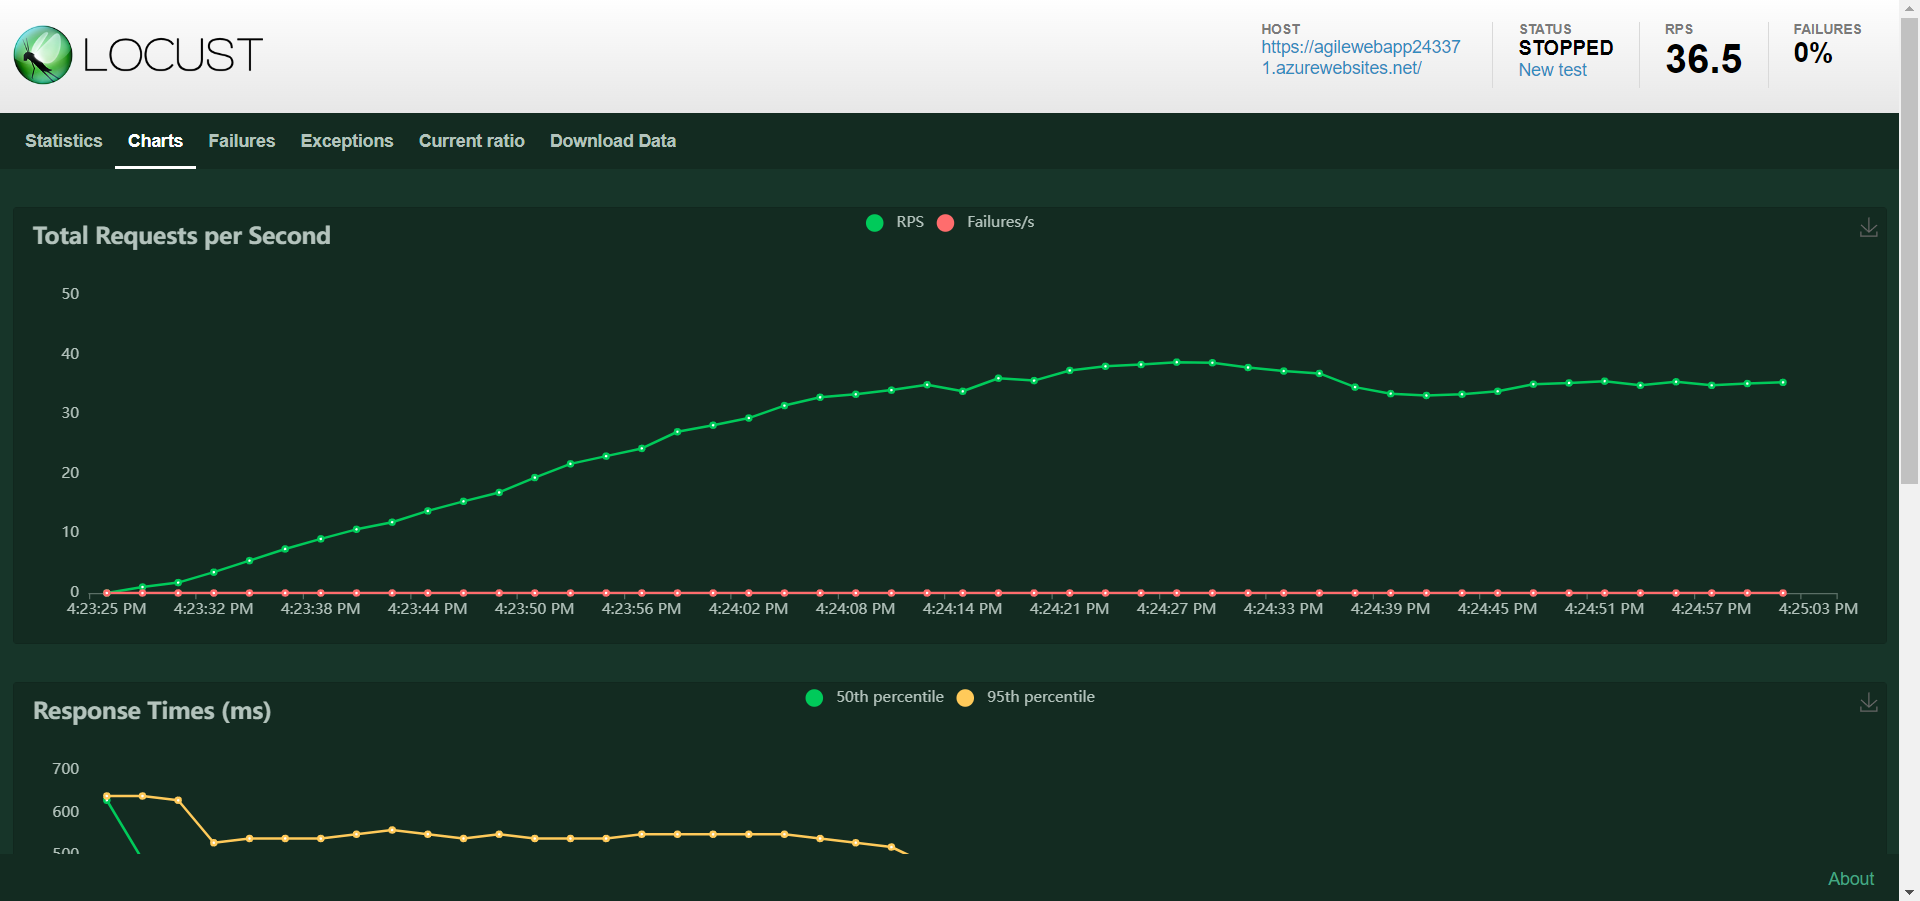 LOCUST
HOST
https://agilewebapp24337
1.azurewebsites.net/
STATUS
STOPPED
New test
RPS
36.5
FAILURES
0%
Statistics Charts Failures Exceptions Current ratio Download Data
Total Requests per Second
RPS Failures/s
50
40
30
20
10
0
4:23:25 PM 4:23:32 PM 4:23:38 PM 4:23:44 PM 4:23:50 PM 4:23:56 PM 4:24:02 PM 4:24:08 PM 4:24:14 PM 4:24:21 PM 4:24:27 PM 4:24:33 PM 4:24:39 PM 4:24:45 PM 4:24:51 PM 4:24:57 PM 4:25:03 PM
Response Times (ms)
50th percentile 95th percentile
700
600
500
About